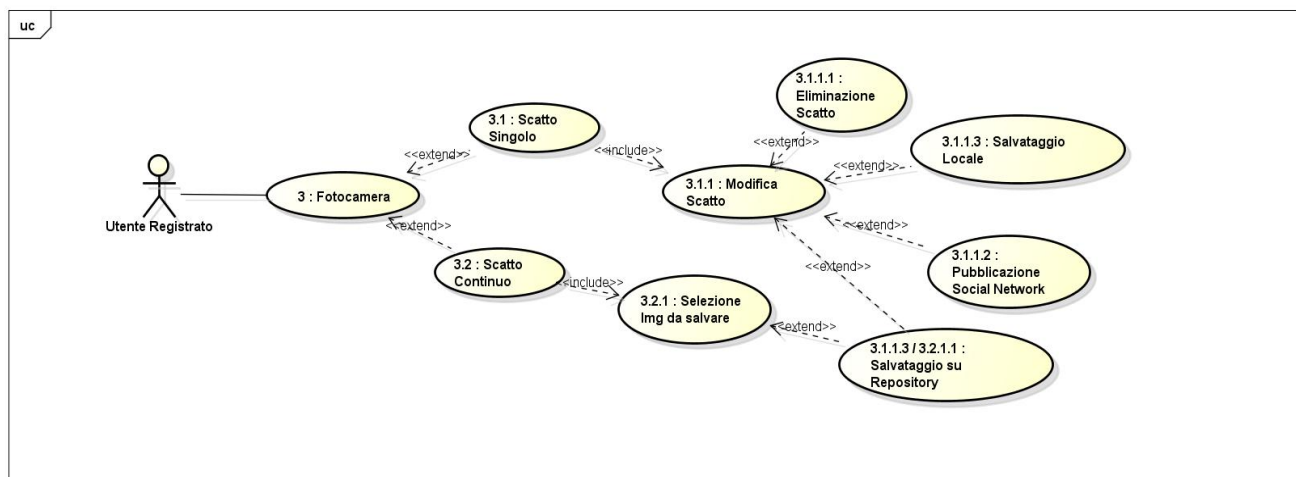 uc
3.1.1.1 :
Eliminazione
Scatto
3.1 : Scatto
Singolo
<<extend>>
<<include>>
<<extend>>
3.1.1.3 : Salvataggio
Locale
<<extend>>
3 : Fotocamera
3.1.1 : Modifica
Scatto
Utente Registrato
<<extend>>
<<extend>>
3.2 : Scatto
Continuo
<<include>>
<<extend>>
3.1.1.2 :
Pubblicazione
Social Network
3.2.1 : Selezione
Img da salvare
<<extend>>
3.1.1.3 / 3.2.1.1 :
Salvataggio su
Repository